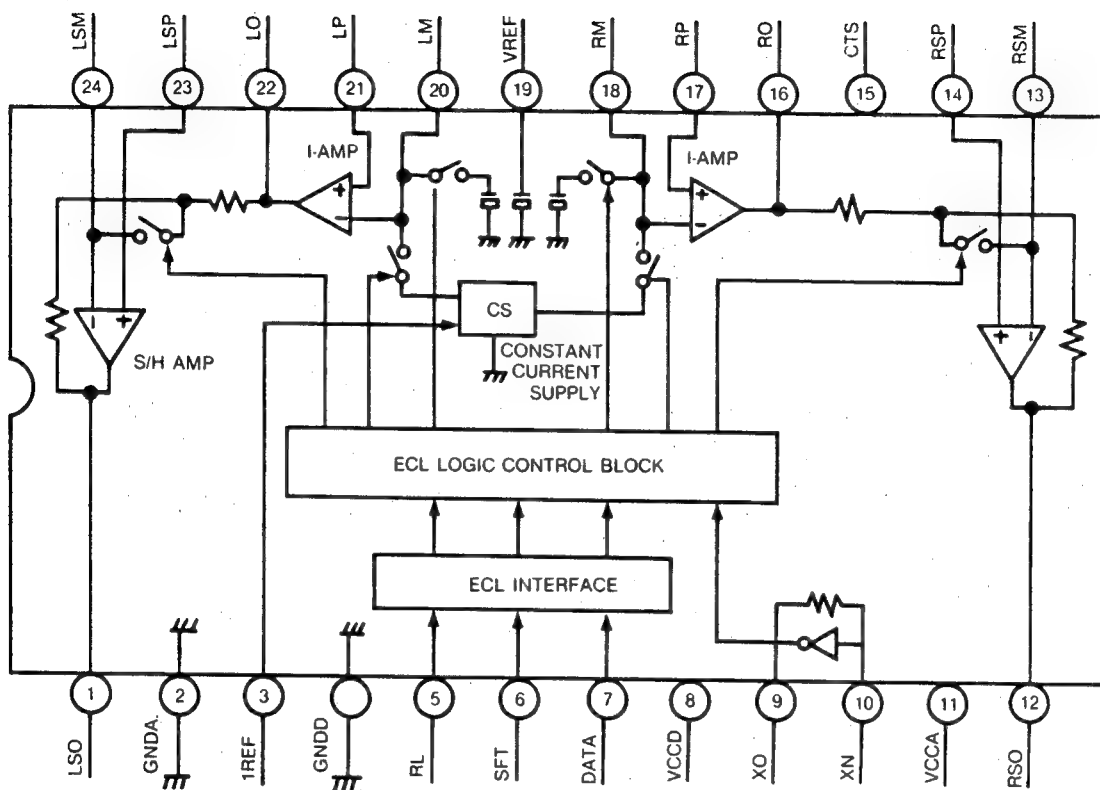 LSM LSP LO LP LM VREF RM RP RO CTS RSP RSM
24 23 22 21 20 19 18 17 16 15 14 13
I-AMP
I-AMP
+
−
+
−
−
+
+
−
S/H AMP
CS
CONSTANT
CURRENT
SUPPLY
ECL LOGIC CONTROL BLOCK
ECL INTERFACE
1 2 3 5 6 7 8 9 10 11 12
LSO GNDA. 1REF GNDD RL SFT DATA VCCD XO XN VCCA RSO